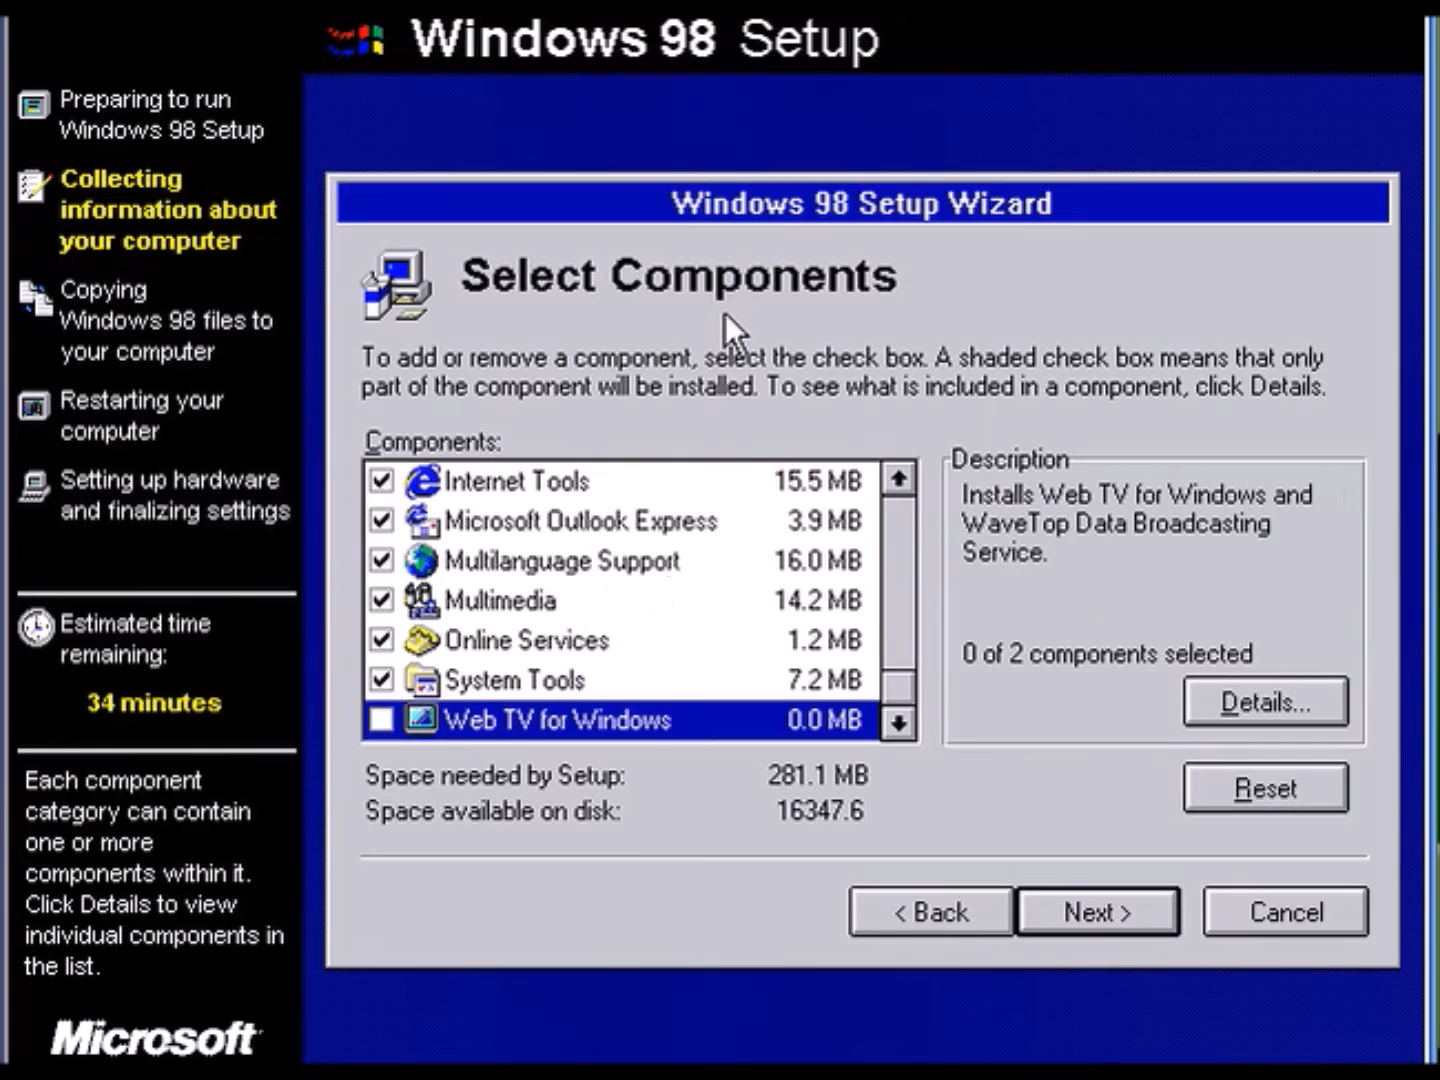 Windows 98 Setup
Preparing to run
Windows 98 Setup
Collecting
information about
your computer
Copying
Windows 98 files to
your computer
Restarting your
computer
Setting up hardware
and finalizing settings
Estimated time
remaining:
34 minutes
Each component
category can contain
one or more
components within it.
Click Details to view
individual components in
the list.
Microsoft
Windows 98 Setup Wizard
Select Components
To add or remove a component, select the check box. A shaded check box means that only
part of the component will be installed. To see what is included in a component, click Details.
Components:
Internet Tools 15.5 MB
Microsoft Outlook Express 3.9 MB
Multilanguage Support 16.0 MB
Multimedia 14.2 MB
Online Services 1.2 MB
System Tools 7.2 MB
Web TV for Windows 0.0 MB
Space needed by Setup: 281.1 MB
Space available on disk: 16347.6
Description
Installs Web TV for Windows and
WaveTop Data Broadcasting
Service.
0 of 2 components selected
Details...
Reset
< Back
Next >
Cancel